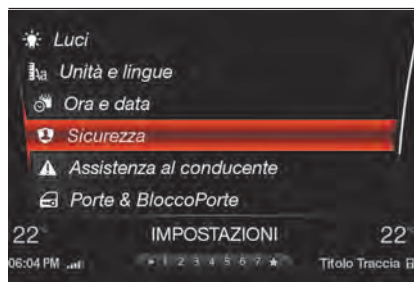 Luci
Unità e lingue
Ora e data
Sicurezza
Assistenza al conducente
Porte & BloccoPorte
22° IMPOSTAZIONI 22°
06:04 PM 1 2 3 4 5 6 7 Titolo Traccia